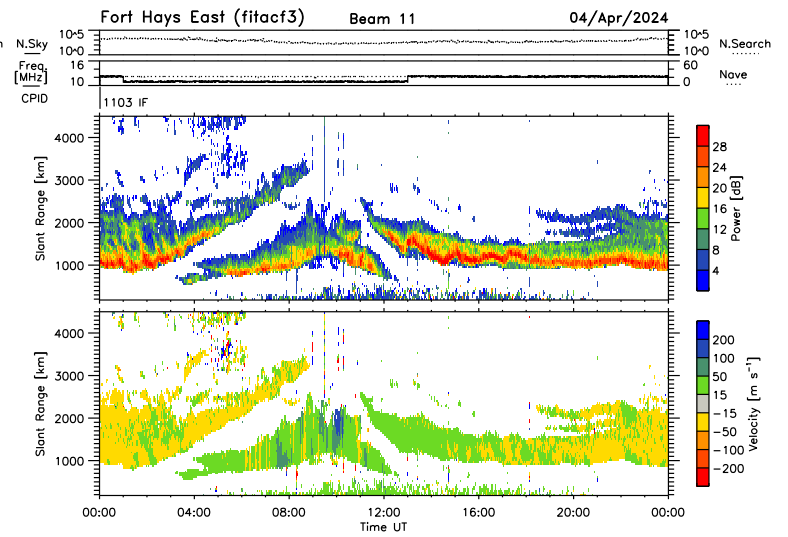 Fort Hays East (fitacf3) Beam 11 04/Apr/2024
n N.Sky 10^5 10^0 10^5 10^0 N.Search
Freq. [MHz] 16 10 60 0 Nave
CPID 1103 IF
Slant Range [km] 4000 3000 2000 1000
28 24 20 16 12 8 4 Power [dB]
Slant Range [km] 4000 3000 2000 1000
200 100 50 15 -15 -50 -100 -200 Velocity [m s⁻¹]
00:00 04:00 08:00 12:00 16:00 20:00 00:00
Time UT